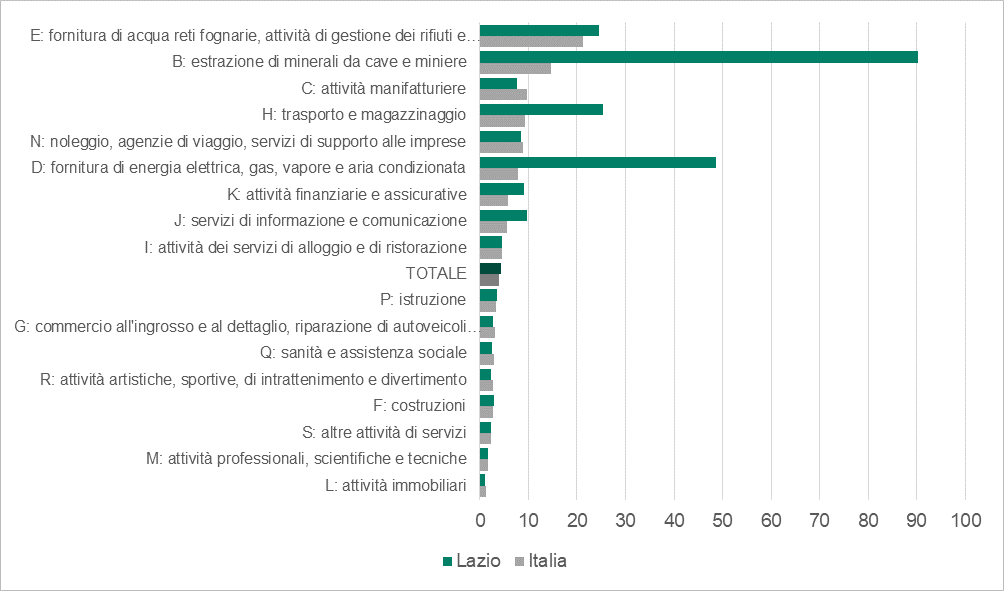 E: fornitura di acqua reti fognarie, attività di gestione dei rifiuti e…
B: estrazione di minerali da cave e miniere
C: attività manifatturiere
H: trasporto e magazzinaggio
N: noleggio, agenzie di viaggio, servizi di supporto alle imprese
D: fornitura di energia elettrica, gas, vapore e aria condizionata
K: attività finanziarie e assicurative
J: servizi di informazione e comunicazione
I: attività dei servizi di alloggio e di ristorazione
TOTALE
P: istruzione
G: commercio all'ingrosso e al dettaglio, riparazione di autoveicoli…
Q: sanità e assistenza sociale
R: attività artistiche, sportive, di intrattenimento e divertimento
F: costruzioni
S: altre attività di servizi
M: attività professionali, scientifiche e tecniche
L: attività immobiliari
0 10 20 30 40 50 60 70 80 90 100
Lazio Italia